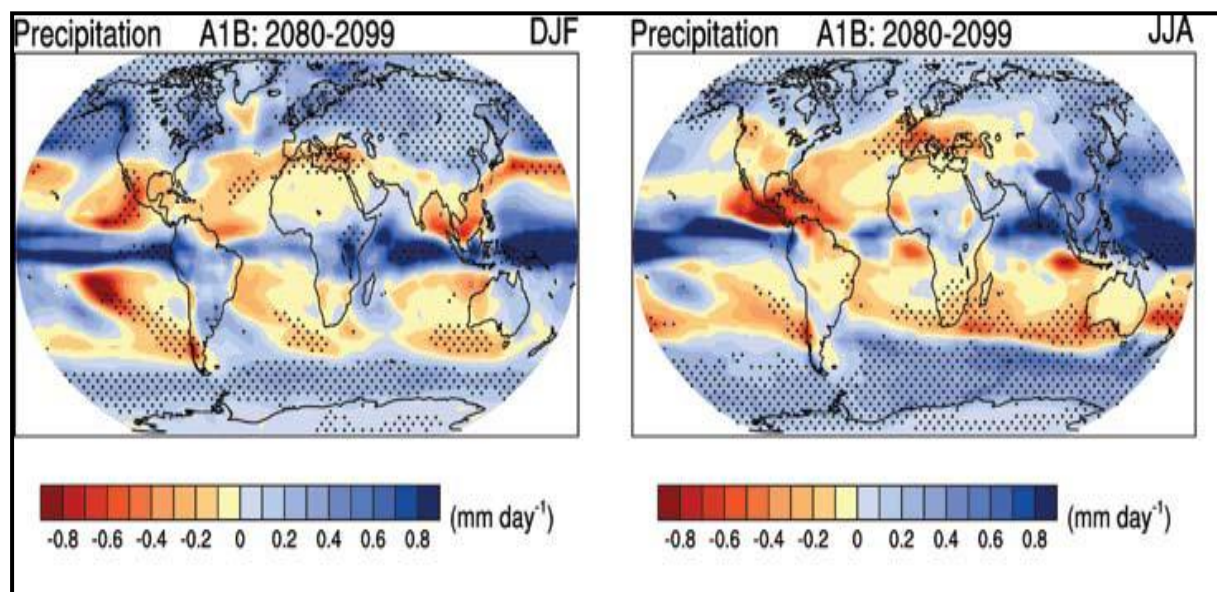 Precipitation A1B: 2080-2099 DJF
-0.8 -0.6 -0.4 -0.2 0 0.2 0.4 0.6 0.8 (mm day-1)
Precipitation A1B: 2080-2099 JJA
-0.8 -0.6 -0.4 -0.2 0 0.2 0.4 0.6 0.8 (mm day-1)